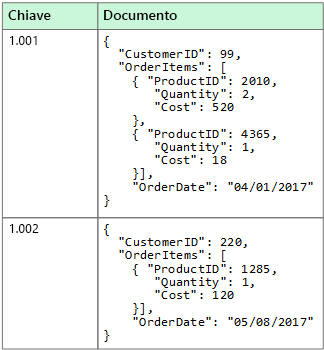 Chiave Documento
1.001 {
"CustomerID": 99,
"OrderItems": [
{ "ProductID": 2010,
"Quantity": 2,
"Cost": 520
},
{ "ProductID": 4365,
"Quantity": 1,
"Cost": 18
}],
"OrderDate": "04/01/2017"
}
1.002 {
"CustomerID": 220,
"OrderItems": [
{ "ProductID": 1285,
"Quantity": 1,
"Cost": 120
}],
"OrderDate": "05/08/2017"
}